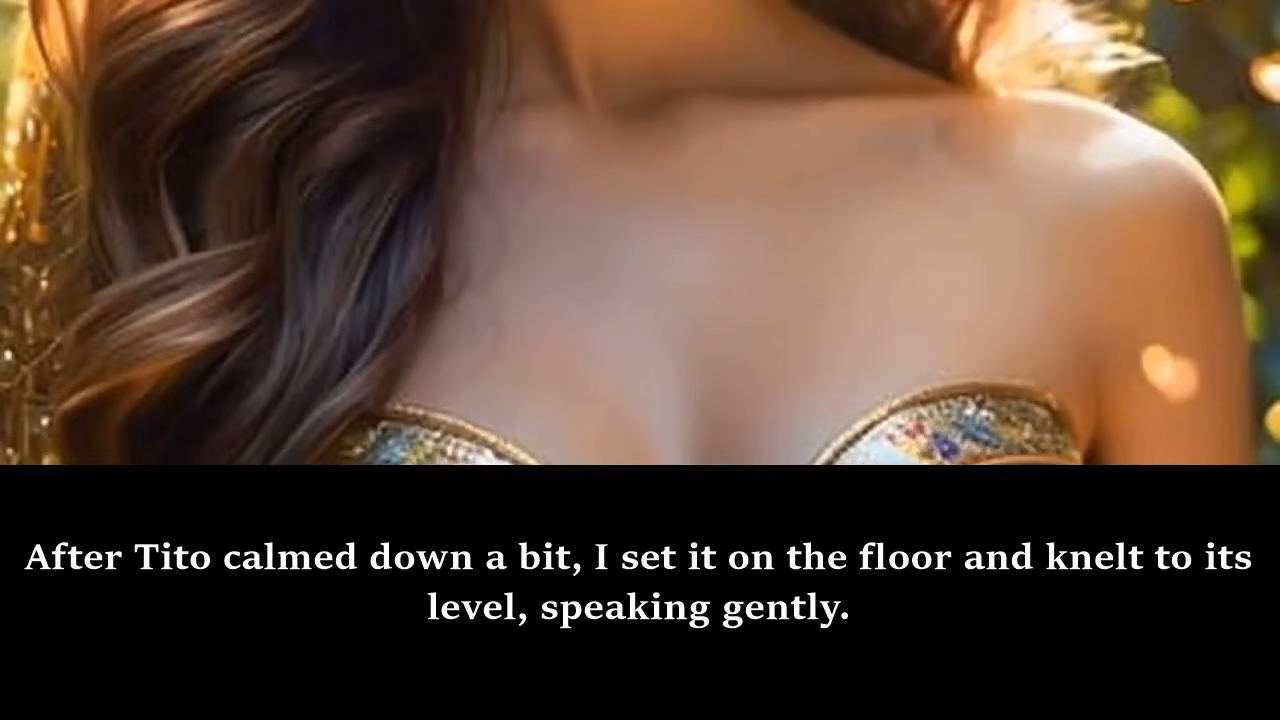 After Tito calmed down a bit, I set it on the floor and knelt to its
level, speaking gently.